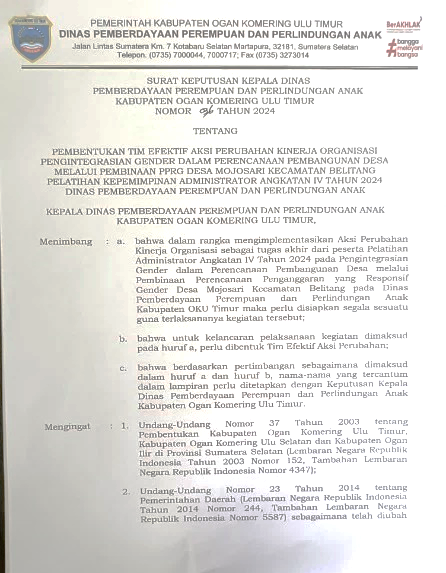 PEMERINTAH KABUPATEN OGAN KOMERING ULU TIMUR
DINAS PEMBERDAYAAN PEREMPUAN DAN PERLINDUNGAN ANAK
Jalan Lintas Sumatera Km. 7 Kotabaru Selatan Martapura, 32181, Sumatera Selatan
Telepon. (0735) 7000044, 7000717; Fax (0735) 3273014
BerAKHLAK
#bangga
melayani
bangsa
SURAT KEPUTUSAN KEPALA DINAS
PEMBERDAYAAN PEREMPUAN DAN PERLINDUNGAN ANAK
KABUPATEN OGAN KOMERING ULU TIMUR
NOMOR TAHUN 2024
TENTANG
PEMBENTUKAN TIM EFEKTIF AKSI PERUBAHAN KINERJA ORGANISASI
PENGINTEGRASIAN GENDER DALAM PERENCANAAN PEMBANGUNAN DESA
MELALUI PEMBINAAN PPRG DESA MOJOSARI KECAMATAN BELITANG
PELATIHAN KEPEMIMPINAN ADMINISTRATOR ANGKATAN IV TAHUN 2024
DINAS PEMBERDAYAAN PEREMPUAN DAN PERLINDUNGAN ANAK
KEPALA DINAS PEMBERDAYAAN PEREMPUAN DAN PERLINDUNGAN ANAK
KABUPATEN OGAN KOMERING ULU TIMUR,
Menimbang : a. bahwa dalam rangka mengimplementasikan Aksi Perubahan
Kinerja Organisasi sebagai tugas akhir dari peserta Pelatihan
Administrator Angkatan IV Tahun 2024 pada Pengintegrasian
Gender dalam Perencanaan Pembangunan Desa melalui
Pembinaan Perencanaan Penganggaran yang Responsif
Gender Desa Mojosari Kocamatan Belitang pada Dinas
Pemberdayaan Perempuan dan Perlindungan Anak
Kabupaten OKU Timur maka perlu disiapkan segala sesuatu
guna terlaksananya kegiatan tersebut;
b. bahwa untuk kelancaran pelaksanaan kegiatan dimaksud
pada huruf a, perlu dibentuk Tim Efektif Aksi Perubahan;
c. bahwa berdasarkan pertimbangan sebagaimana dimaksud
dalam huruf a dan huruf b, nama-nama yang tercantum
dalam lampiran perlu ditetapkan dengan Keputusan Kepala
Dinas Pemberdayaan Perempuan dan Perlindungan Anak
Kabupaten Ogan Komering Ulu Timur.
Mengingat : 1. Undang-Undang Nomor 37 Tahun 2003 tentang
Pembentukan Kabupaten Ogan Komering Ulu Timur,
Kabupaten Ogan Komering Ulu Selatan dan Kabupaten Ogan
Ilir di Provinsi Sumatera Selatan (Lembaran Negara Republik
Indonesia Tahun 2003 Nomor 152, Tambahan Lembaran
Negara Republik Indonesia Nomor 4347);
2. Undang-Undang Nomor 23 Tahun 2014 tentang
Pemerintahan Daerah (Lembaran Negara Republik Indonesia
Tahun 2014 Nomor 244, Tambahan Lembaran Negara
Republik Indonesia Nomor 5587) sebagaimana telah diubah